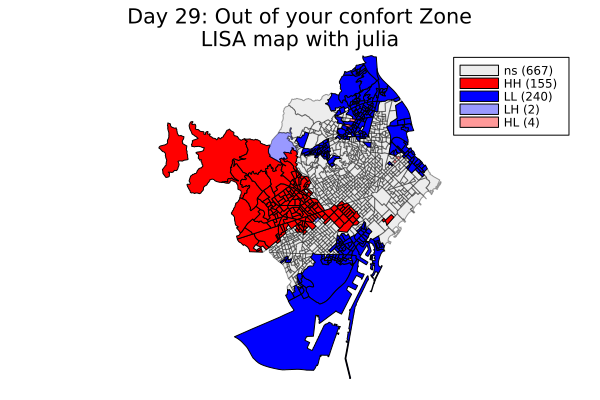 Day 29: Out of your confort Zone
LISA map with julia
ns (667)
HH (155)
LL (240)
LH (2)
HL (4)